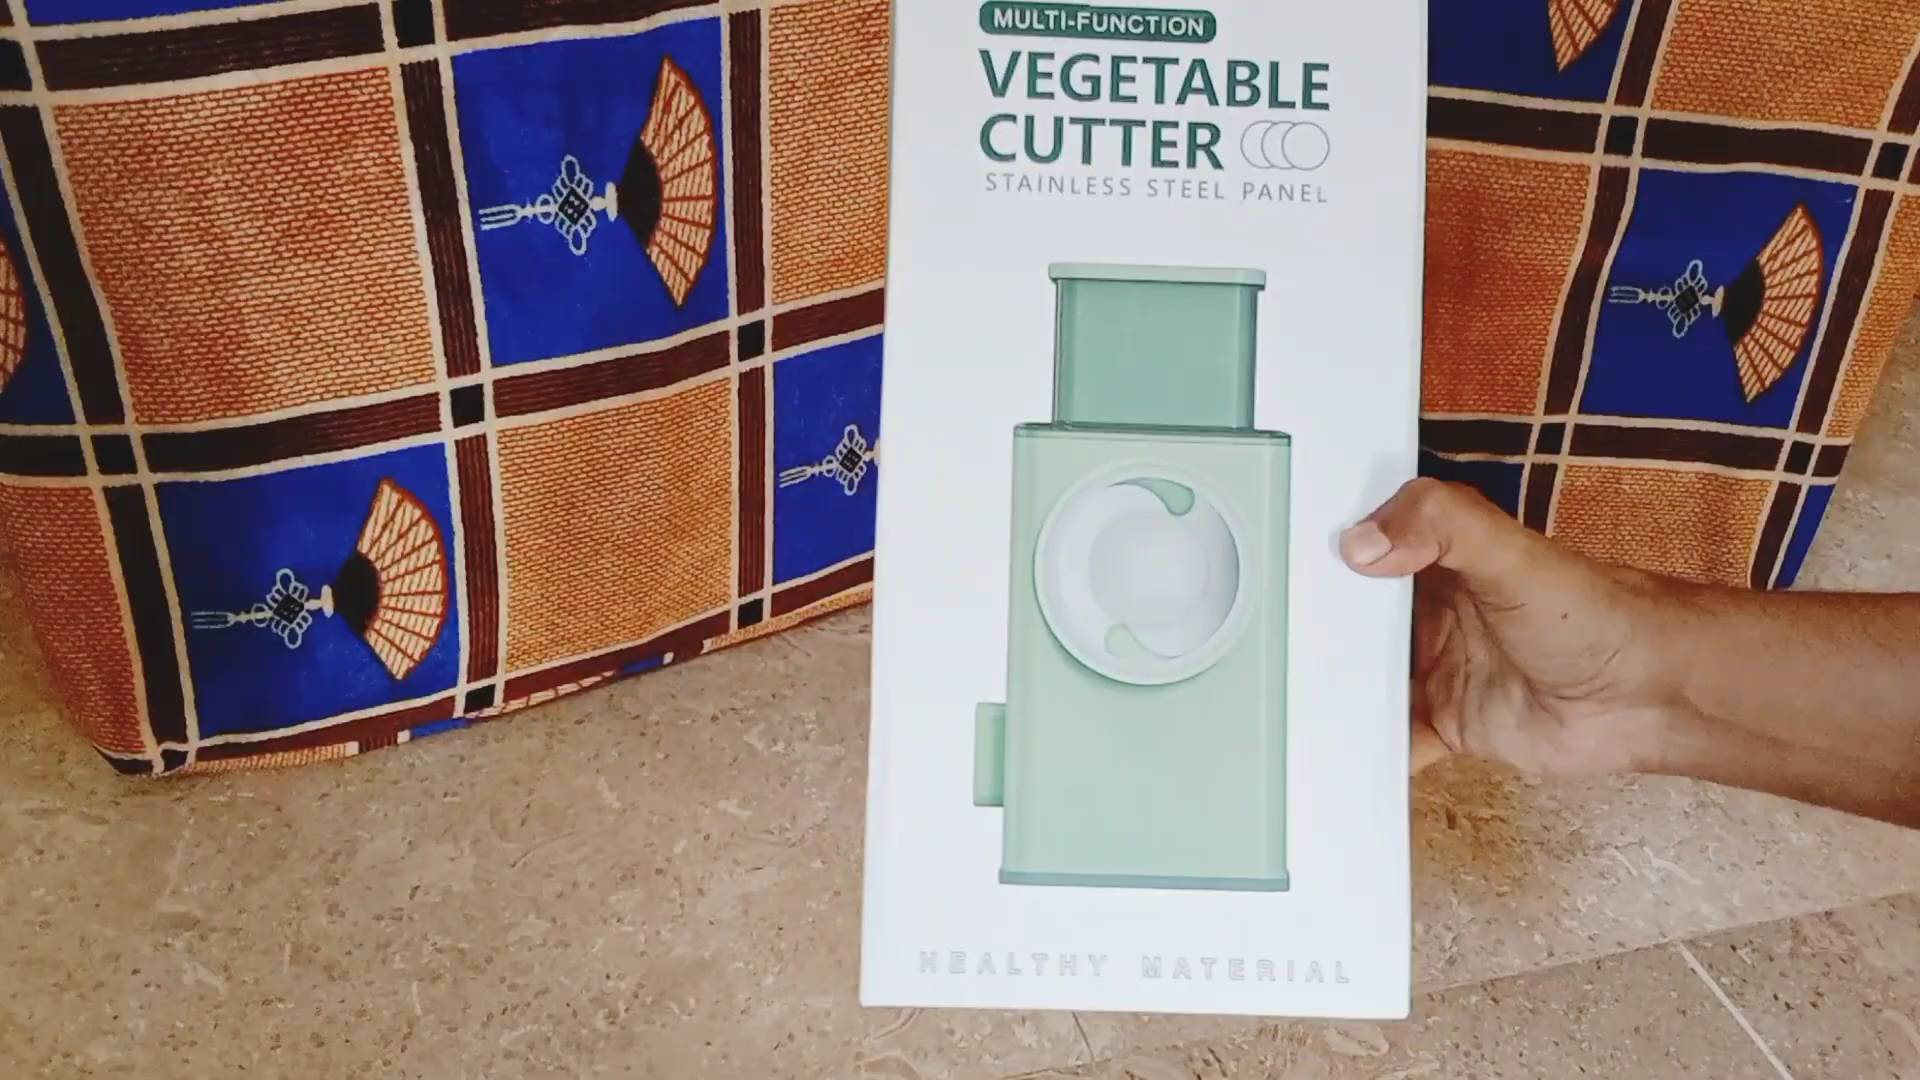 MULTI-FUNCTION
VEGETABLE
CUTTER
STAINLESS STEEL PANEL
HEALTHY MATERIAL